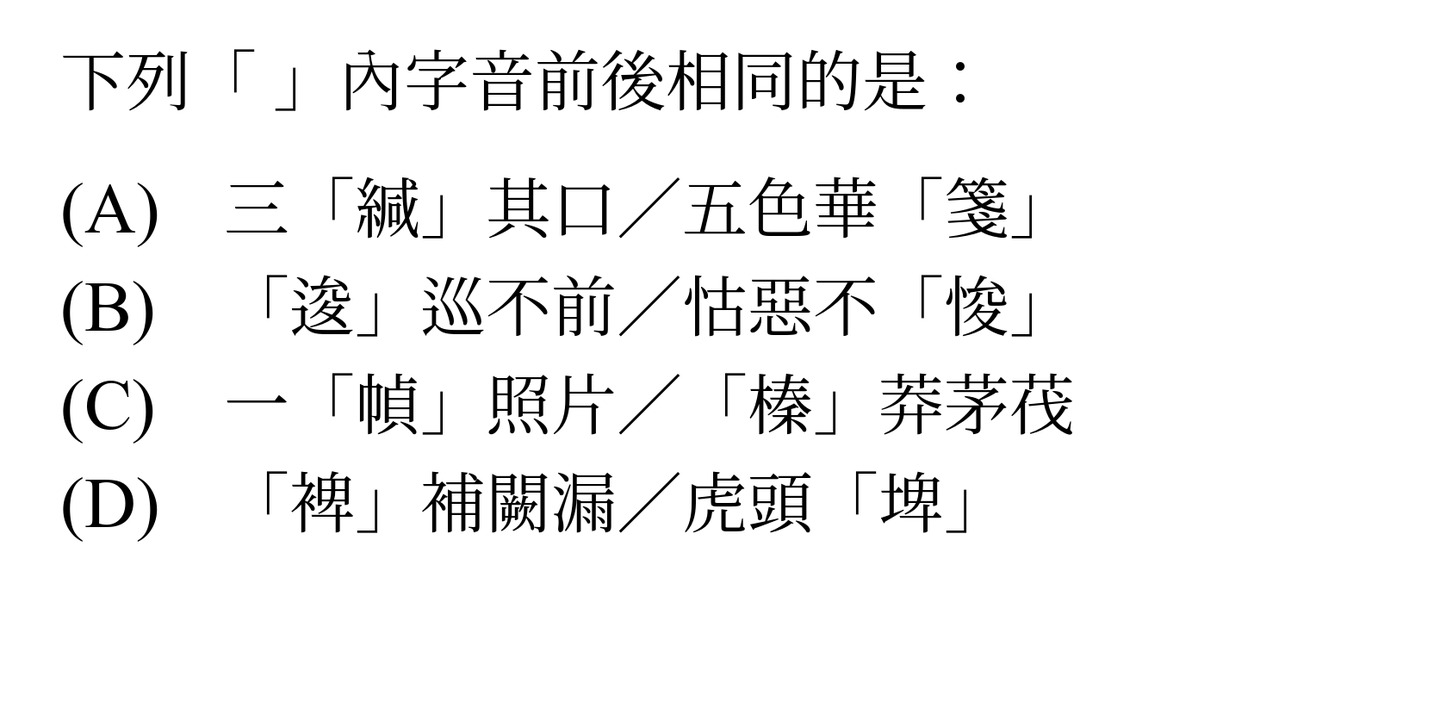 下列「 」內字音前後相同的是：
(A) 三「緘」其口／五色華「箋」
(B) 「逡」巡不前／怙惡不「悛」
(C) 一「幀」照片／「榛」莽茅茷
(D) 「裨」補闕漏／虎頭「埤」